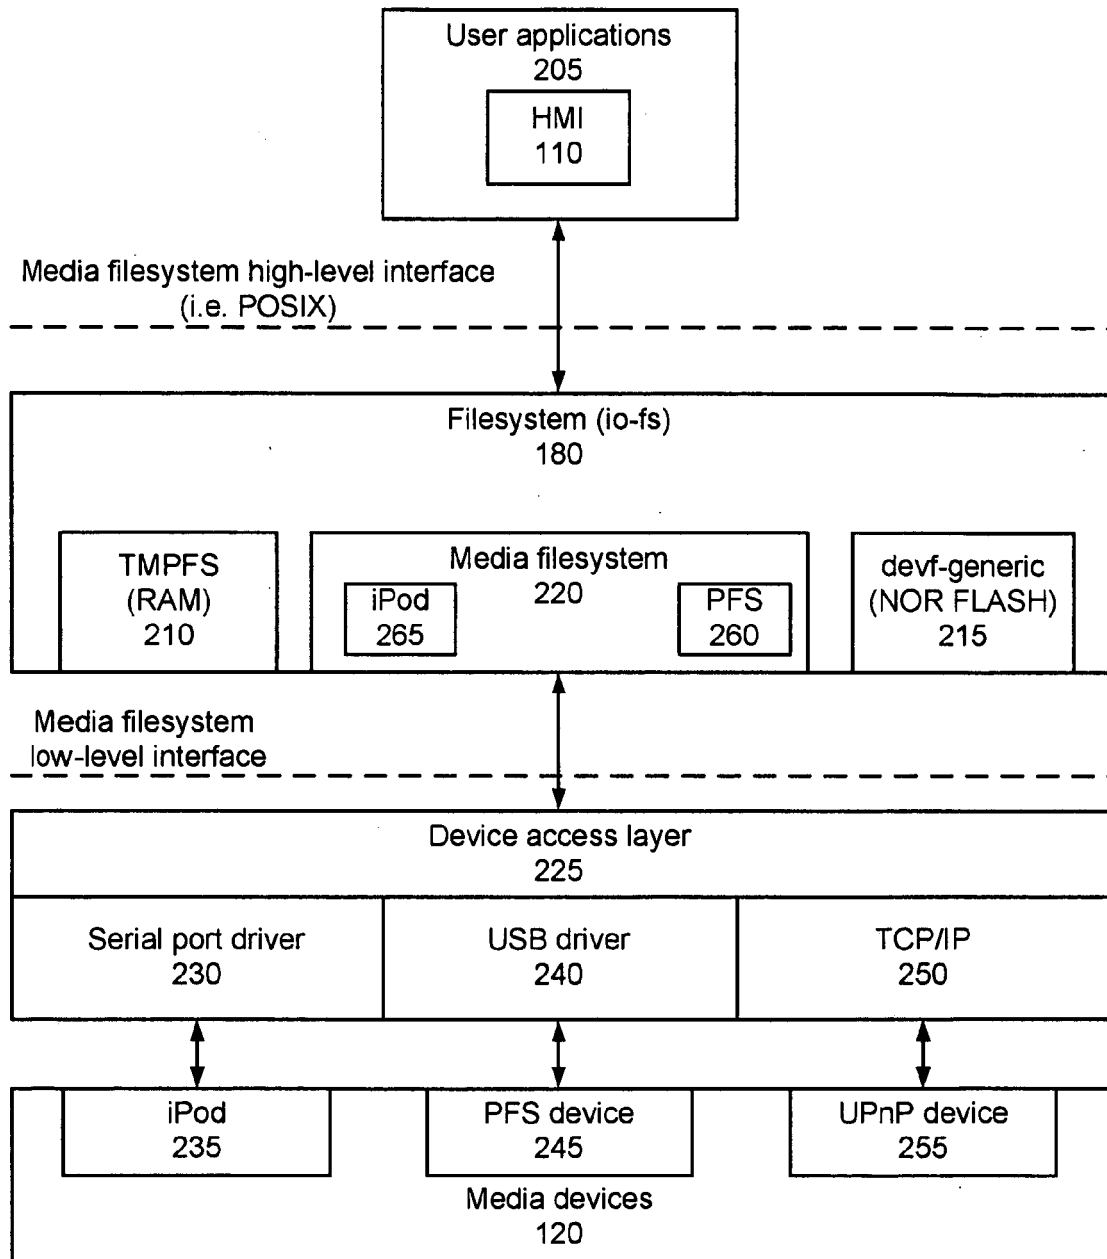 User applications
205
HMI
110
Media filesystem high-level interface
(i.e. POSIX)
Filesystem (io-fs)
180
TMPFS
(RAM)
210
Media filesystem
220
iPod
265
PFS
260
devf-generic
(NOR FLASH)
215
Media filesystem
low-level interface
Device access layer
225
Serial port driver
230
USB driver
240
TCP/IP
250
iPod
235
PFS device
245
UPnP device
255
Media devices
120